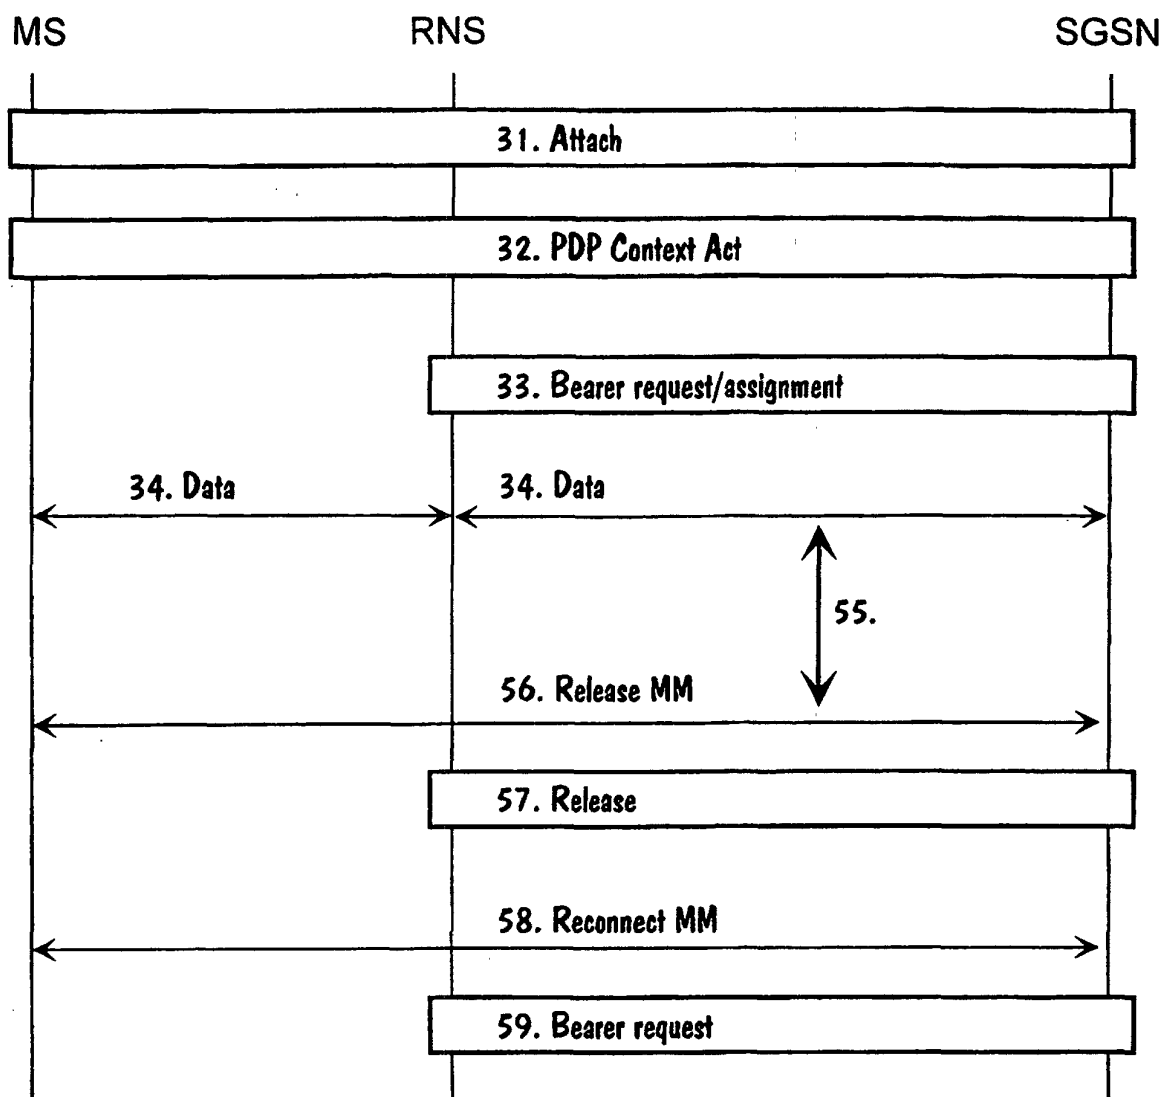 MS RNS SGSN
31. Attach
32. PDP Context Act
33. Bearer request/assignment
34. Data 34. Data
55.
56. Release MM
57. Release
58. Reconnect MM
59. Bearer request